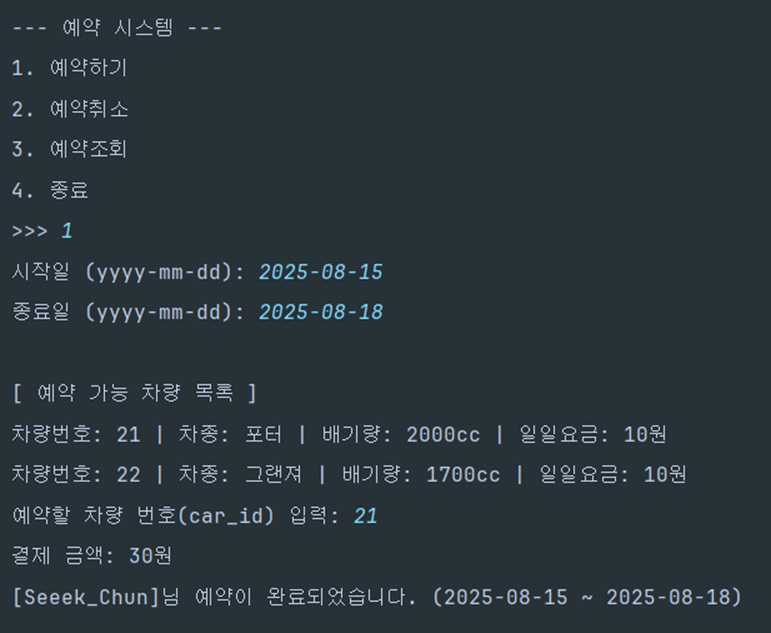 --- 예약 시스템 ---
1. 예약하기
2. 예약취소
3. 예약조회
4. 종료
>>> 1
시작일 (yyyy-mm-dd): 2025-08-15
종료일 (yyyy-mm-dd): 2025-08-18
[ 예약 가능 차량 목록 ]
차량번호: 21 | 차종: 포터 | 배기량: 2000cc | 일일요금: 10원
차량번호: 22 | 차종: 그랜져 | 배기량: 1700cc | 일일요금: 10원
예약할 차량 번호(car_id) 입력: 21
결제 금액: 30원
[Seeek_Chun]님 예약이 완료되었습니다. (2025-08-15 ~ 2025-08-18)